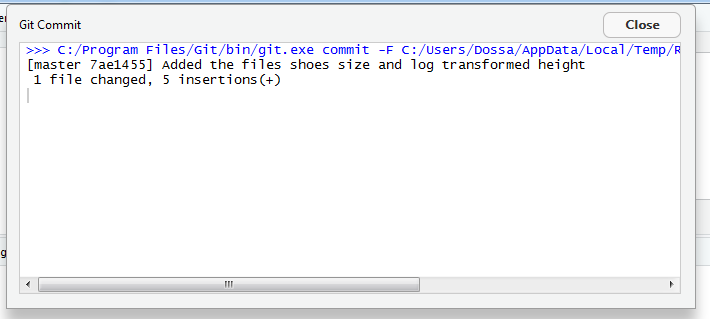 Git Commit
Close
>>> C:/Program Files/Git/bin/git.exe commit -F C:/Users/Dossa/AppData/Local/Temp/R
[master 7ae1455] Added the files shoes size and log transformed height
1 file changed, 5 insertions(+)